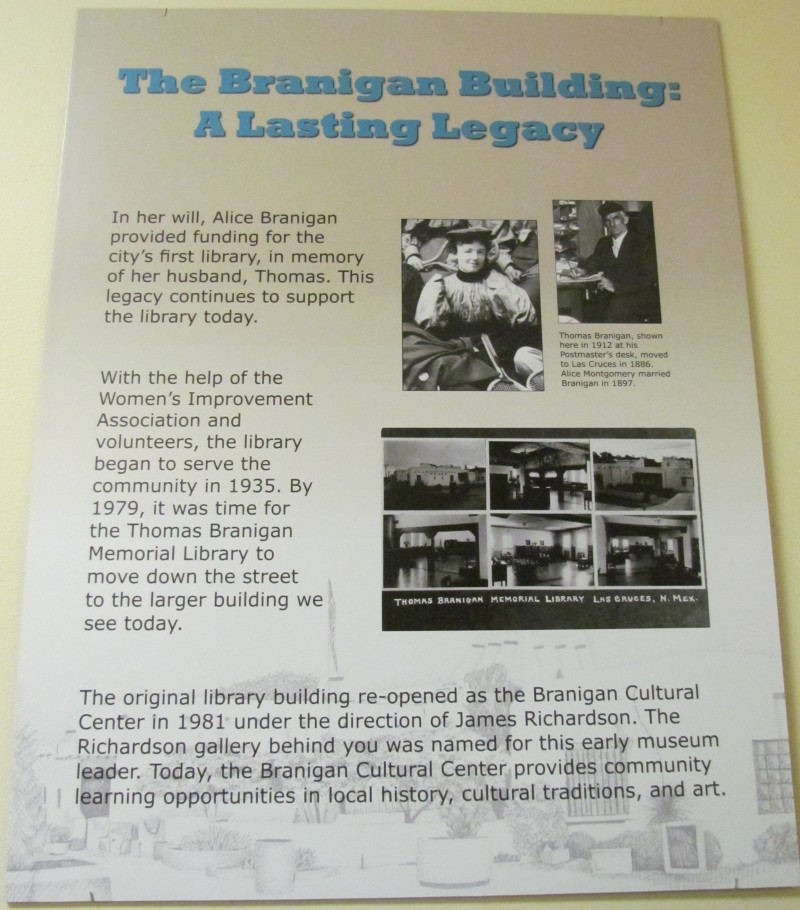 The Branigan Building:
A Lasting Legacy
In her will, Alice Branigan
provided funding for the
city's first library, in memory
of her husband, Thomas. This
legacy continues to support
the library today.
Thomas Branigan, shown
here in 1912 at his
Postmaster's desk, moved
to Las Cruces in 1886.
Alice Montgomery married
Branigan in 1897.
With the help of the
Women's Improvement
Association and
volunteers, the library
began to serve the
community in 1935. By
1979, it was time for
the Thomas Branigan
Memorial Library to
move down the street
to the larger building we
see today.
THOMAS BRANIGAN MEMORIAL LIBRARY LAS CRUCES, N. MEX.
The original library building re-opened as the Branigan Cultural
Center in 1981 under the direction of James Richardson. The
Richardson gallery behind you was named for this early museum
leader. Today, the Branigan Cultural Center provides community
learning opportunities in local history, cultural traditions, and art.